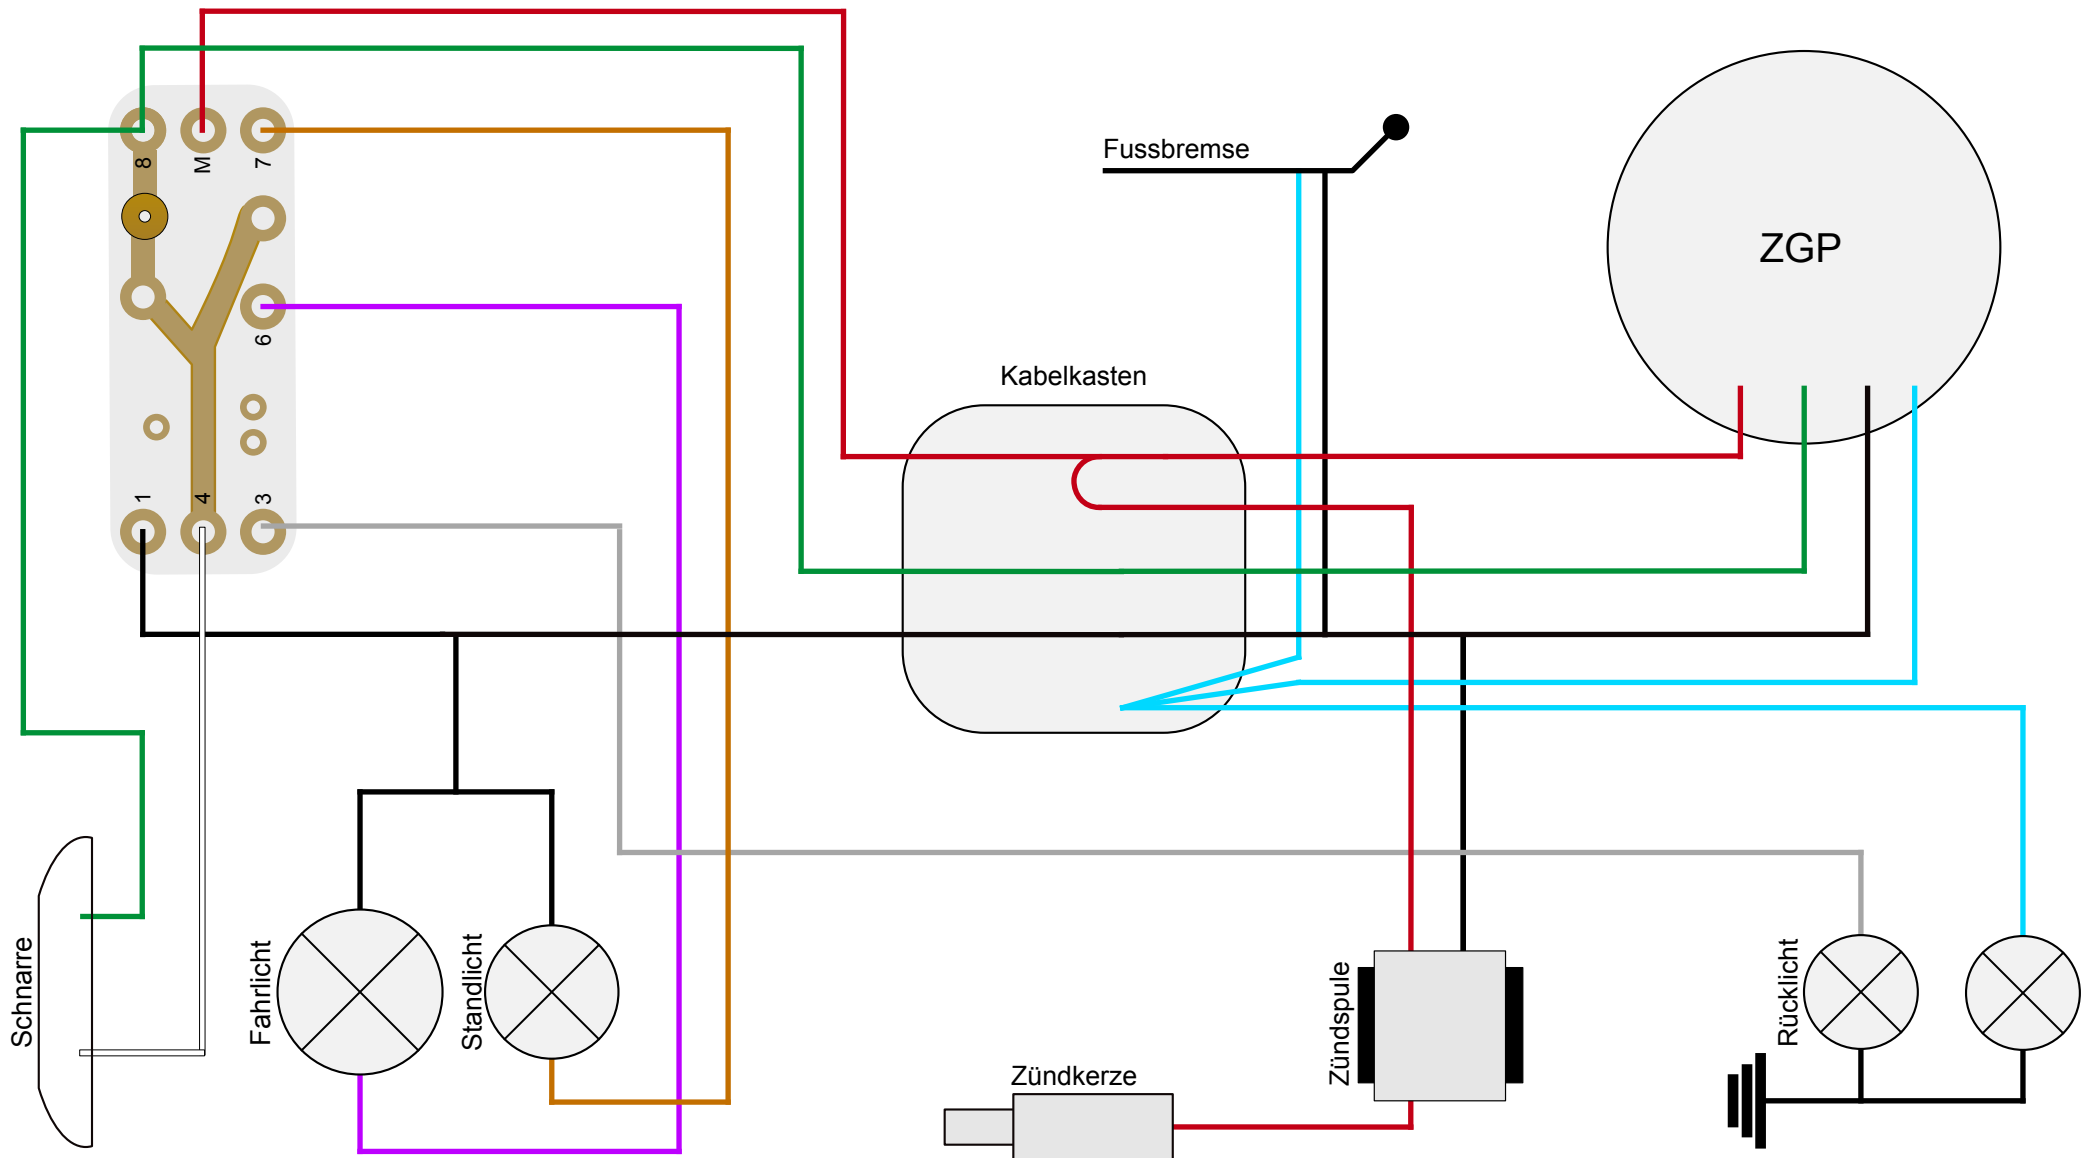 8
M
7
6
1
4
3
Fussbremse
ZGP
Kabelkasten
Schnarre
Fahrlicht
Standlicht
Zündkerze
Zündspule
Rücklicht